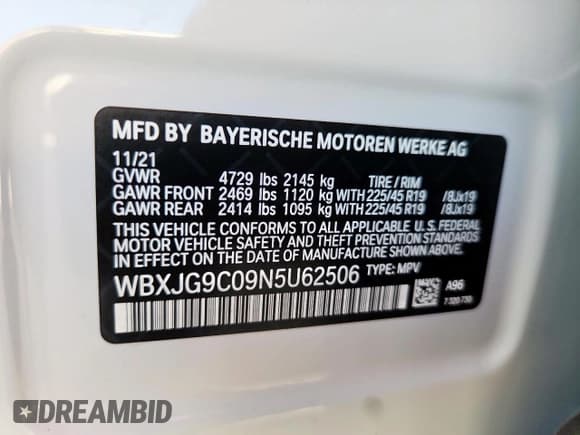 MFD BY BAYERISCHE MOTOREN WERKE AG
11/21
GVWR 4729 lbs 2145 kg TIRE / RIM
GAWR FRONT 2469 lbs 1120 kg WITH 225/45 R19 /8Jx19
GAWR REAR 2414 lbs 1095 kg WITH 225/45 R19 /8Jx19
THIS VEHICLE CONFORMS TO ALL APPLICABLE U. S. FEDERAL
MOTOR VEHICLE SAFETY AND THEFT PREVENTION STANDARDS
IN EFFECT ON THE DATE OF MANUFACTURE SHOWN ABOVE.
WBXJG9C09N5U62506 TYPE: MPV
A96
DREAMBID